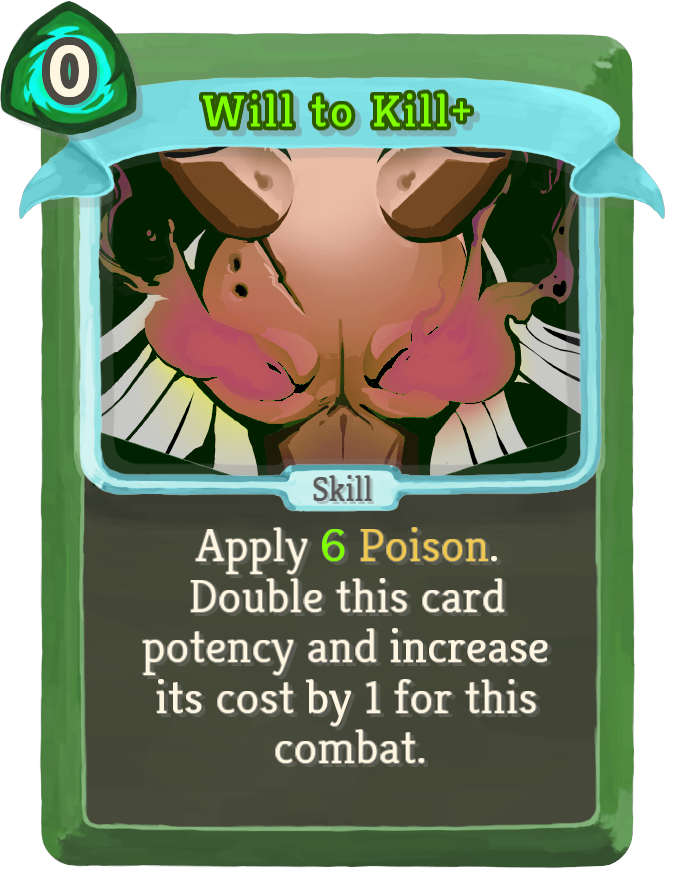 0
Will to Kill+
Skill
Apply 6 Poison.
Double this card
potency and increase
its cost by 1 for this
combat.